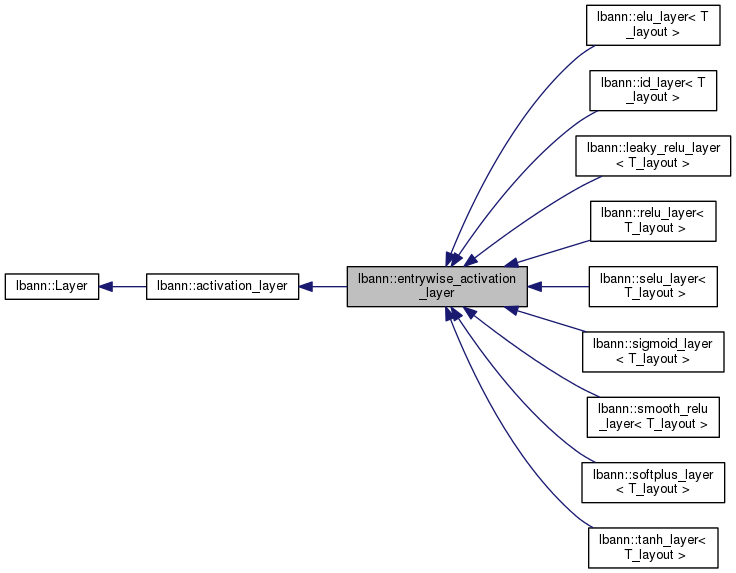 lbann::elu_layer< T
_layout >
lbann::id_layer< T
_layout >
lbann::leaky_relu_layer
< T_layout >
lbann::relu_layer<
T_layout >
lbann::Layer
lbann::activation_layer
lbann::entrywise_activation
_layer
lbann::selu_layer<
T_layout >
lbann::sigmoid_layer
< T_layout >
lbann::smooth_relu
_layer< T_layout >
lbann::softplus_layer
< T_layout >
lbann::tanh_layer<
T_layout >